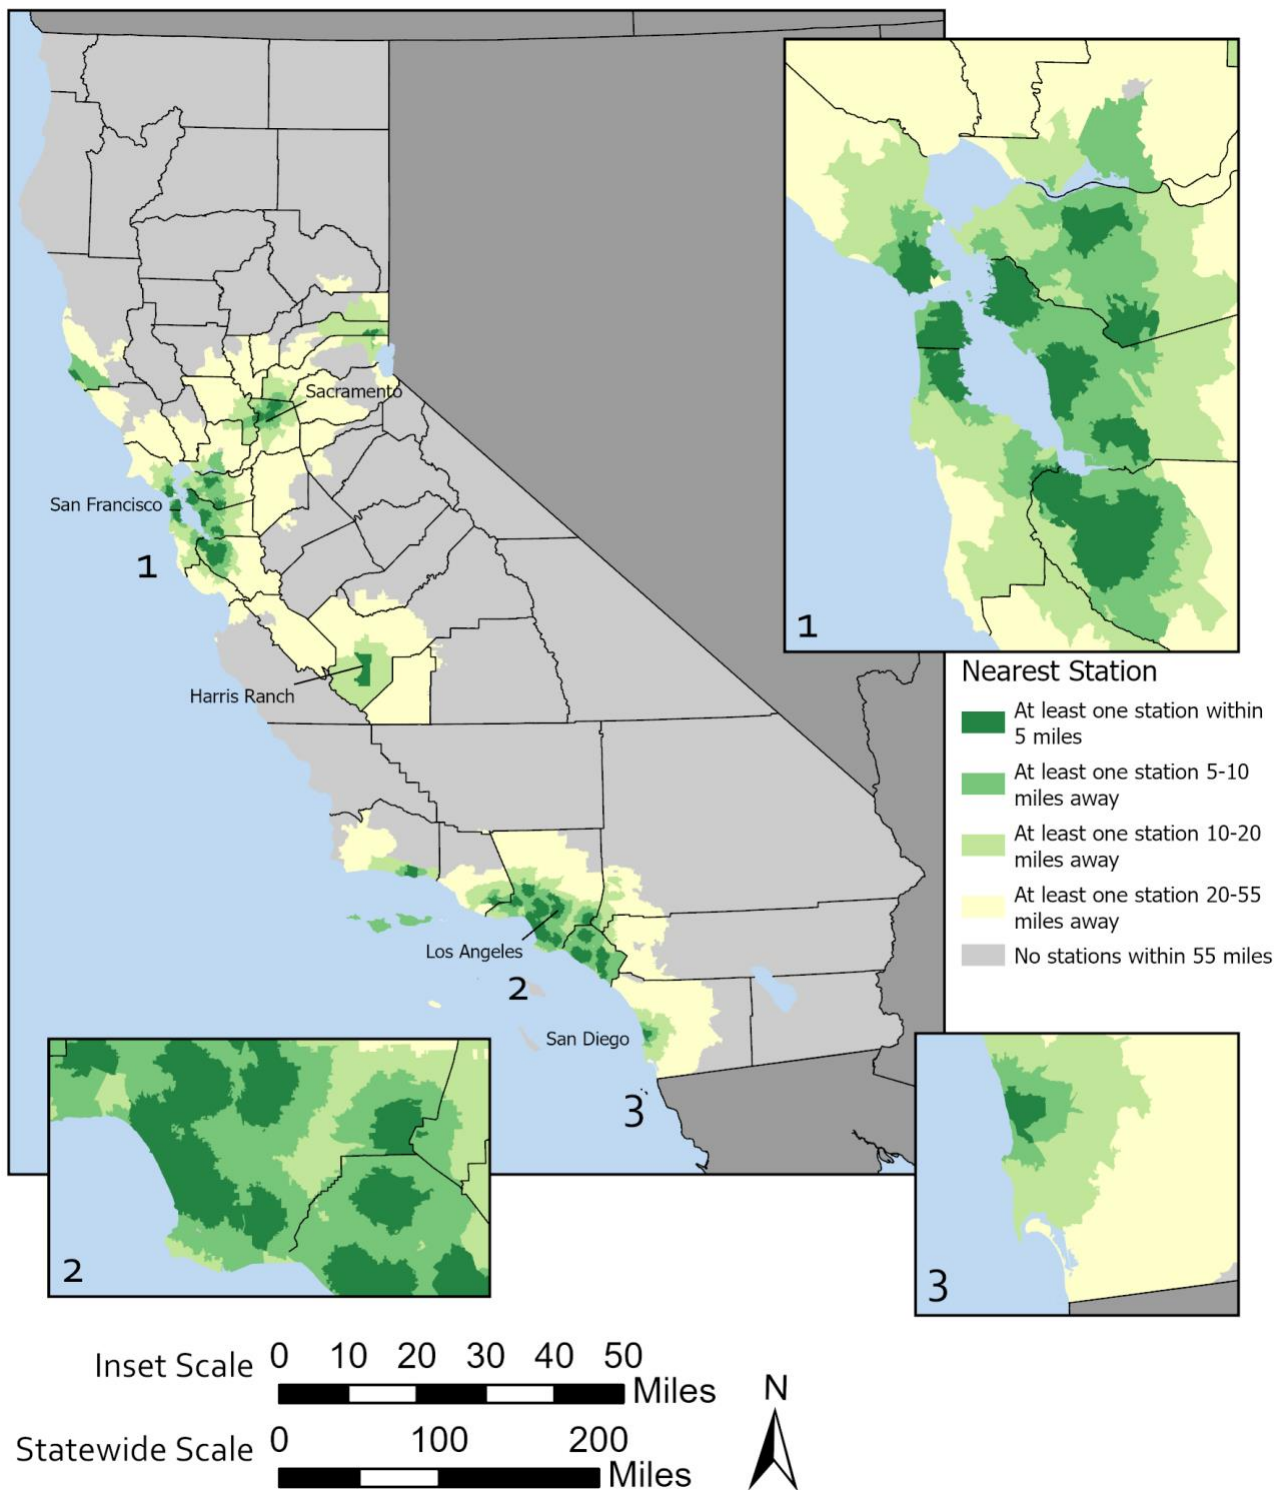 Sacramento
San Francisco
1
Harris Ranch
Los Angeles
2
San Diego
3
1
Nearest Station
At least one station within
5 miles
At least one station 5-10
miles away
At least one station 10-20
miles away
At least one station 20-55
miles away
No stations within 55 miles
2
3
Inset Scale 0 10 20 30 40 50
Miles
Statewide Scale 0 100 200
Miles
N